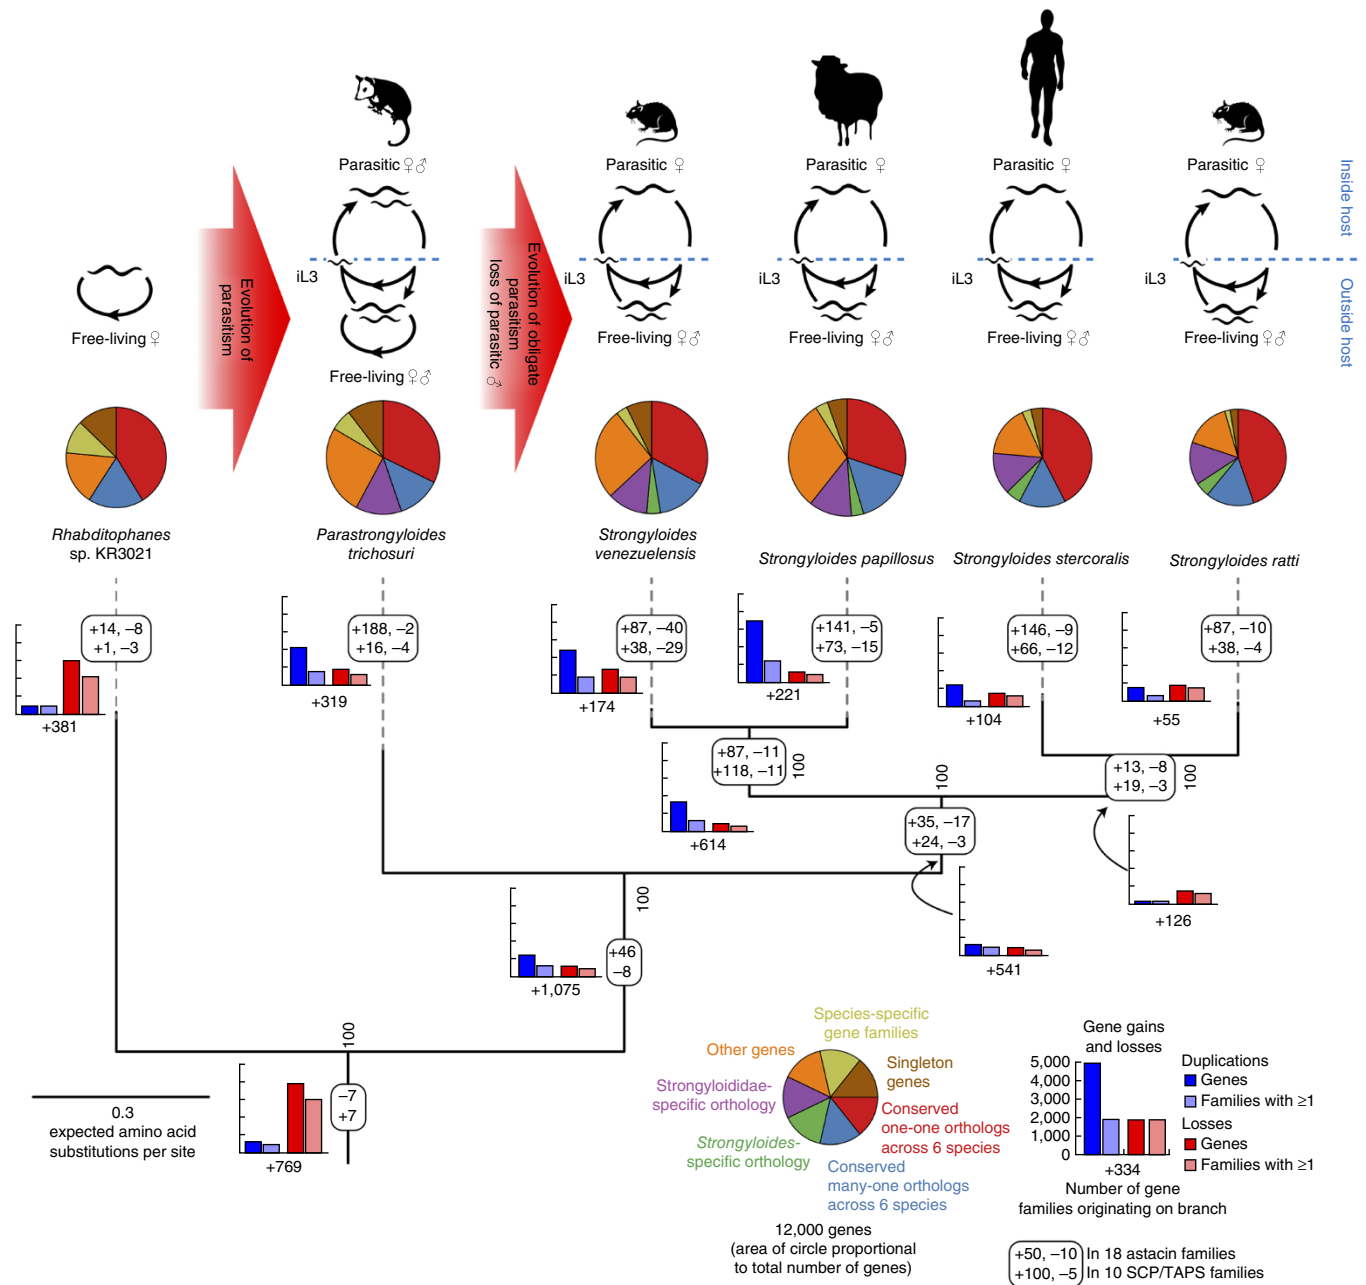 Parasitic ♀♂
Parasitic ♀
Parasitic ♀
Parasitic ♀
Parasitic ♀
Inside host
Outside host
Evolution of
parasitism
Evolution of obligate
parasitism
loss of parasitic ♂
iL3
iL3
iL3
iL3
iL3
Free-living ♀
Free-living ♀♂
Free-living ♀♂
Free-living ♀♂
Free-living ♀♂
Free-living ♀♂
Rhabditophanes
sp. KR3021
Parastrongyloides
trichosuri
Strongyloides
venezuelensis
Strongyloides papillosus
Strongyloides stercoralis
Strongyloides ratti
+14, –8
+1, –3
+381
+188, –2
+16, –4
+319
+87, –40
+38, –29
+174
+141, –5
+73, –15
+221
+146, –9
+66, –12
+104
+87, –10
+38, –4
+55
+87, –11
+118, –11
100
+614
+13, –8
+19, –3
100
+126
100
+35, –17
+24, –3
+541
100
+46
–8
+1,075
100
–7
+7
+769
0.3
expected amino acid
substitutions per site
Species-specific
gene families
Other genes
Singleton
genes
Strongyloididae-
specific orthology
Conserved
one-one orthologs
across 6 species
Strongyloides-
specific orthology
Conserved
many-one orthologs
across 6 species
12,000 genes
(area of circle proportional
to total number of genes)
Gene gains
and losses
5,000
4,000
3,000
2,000
1,000
0
+334
Number of gene
families originating on branch
Duplications
Genes
Families with ≥1
Losses
Genes
Families with ≥1
+50, –10 In 18 astacin families
+100, –5 In 10 SCP/TAPS families